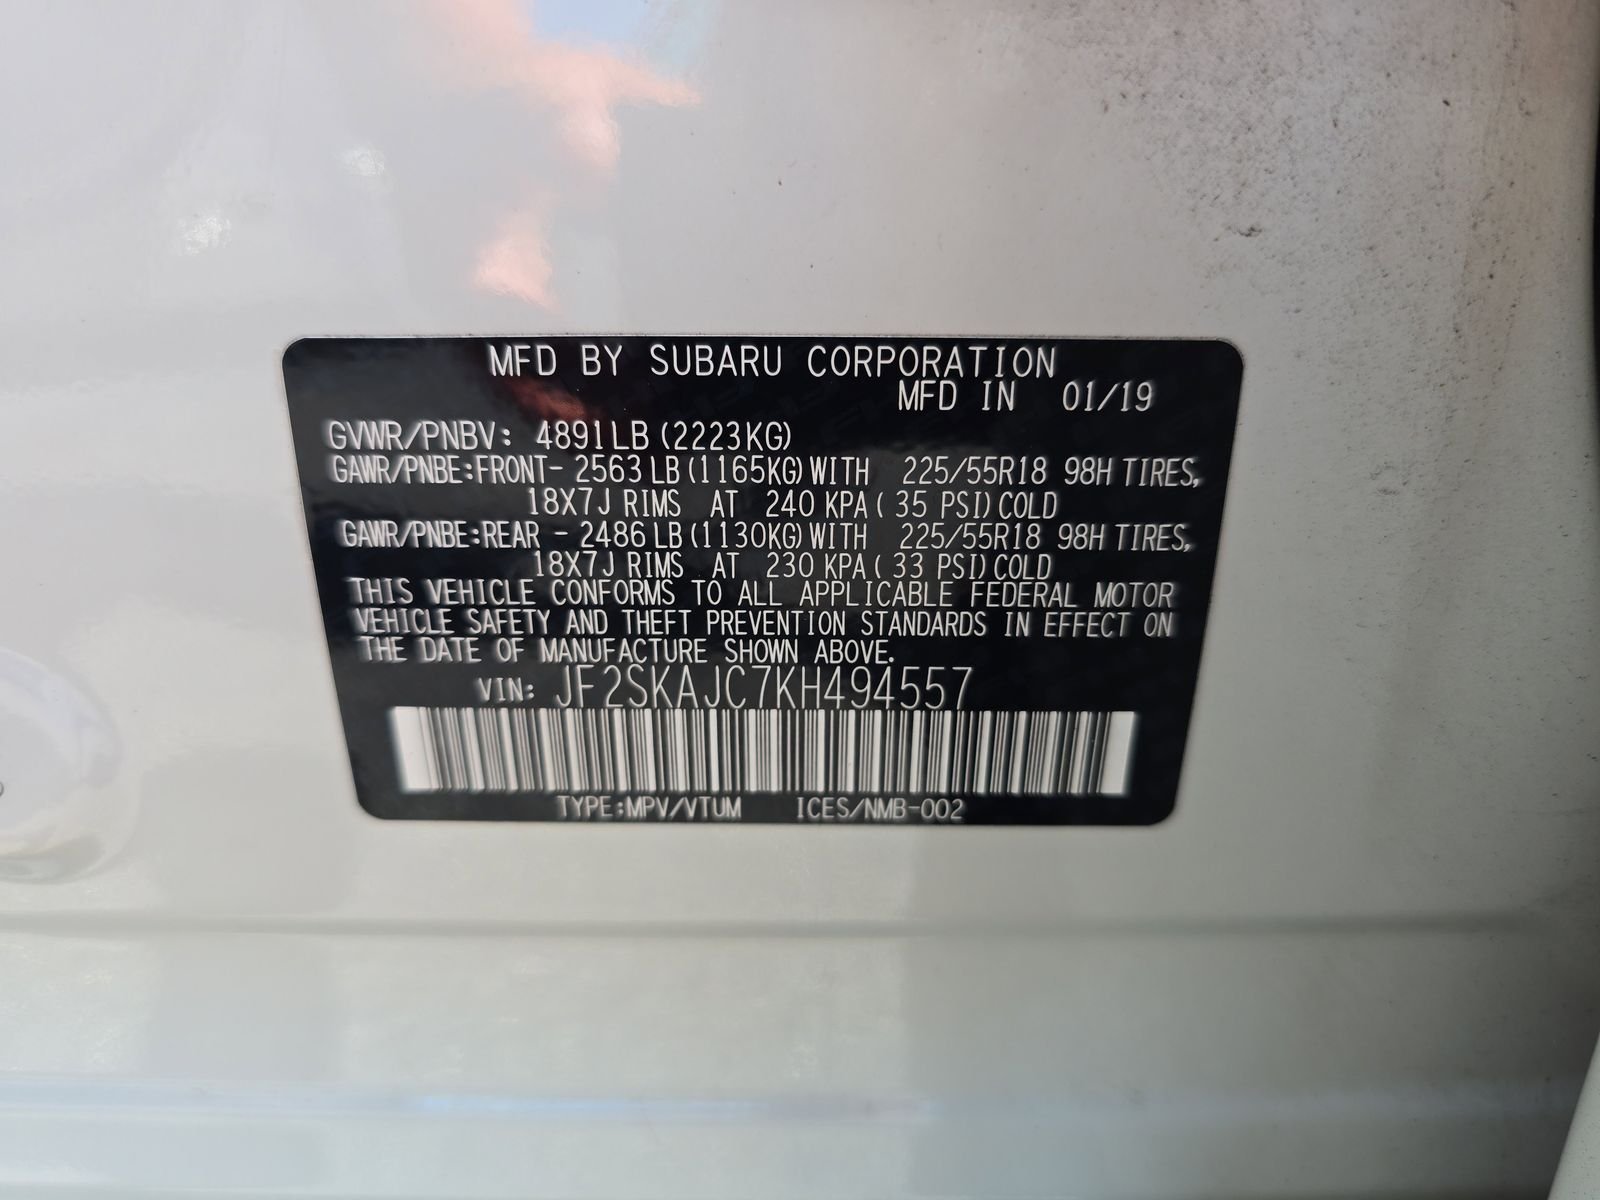 MFD BY SUBARU CORPORATION
MFD IN 01/19
GVWR/PNBV: 4891LB (2223KG)
GAWR/PNBE:FRONT- 2563 LB (1165KG) WITH 225/55R18 98H TIRES,
18X7J RIMS AT 240 KPA ( 35 PSI) COLD
GAWR/PNBE:REAR - 2486 LB (1130KG) WITH 225/55R18 98H TIRES,
18X7J RIMS AT 230 KPA ( 33 PSI) COLD
THIS VEHICLE CONFORMS TO ALL APPLICABLE FEDERAL MOTOR
VEHICLE SAFETY AND THEFT PREVENTION STANDARDS IN EFFECT ON
THE DATE OF MANUFACTURE SHOWN ABOVE.
VIN: JF2SKAJC7KH494557
TYPE:MPV/VTUM ICES/NMB-002